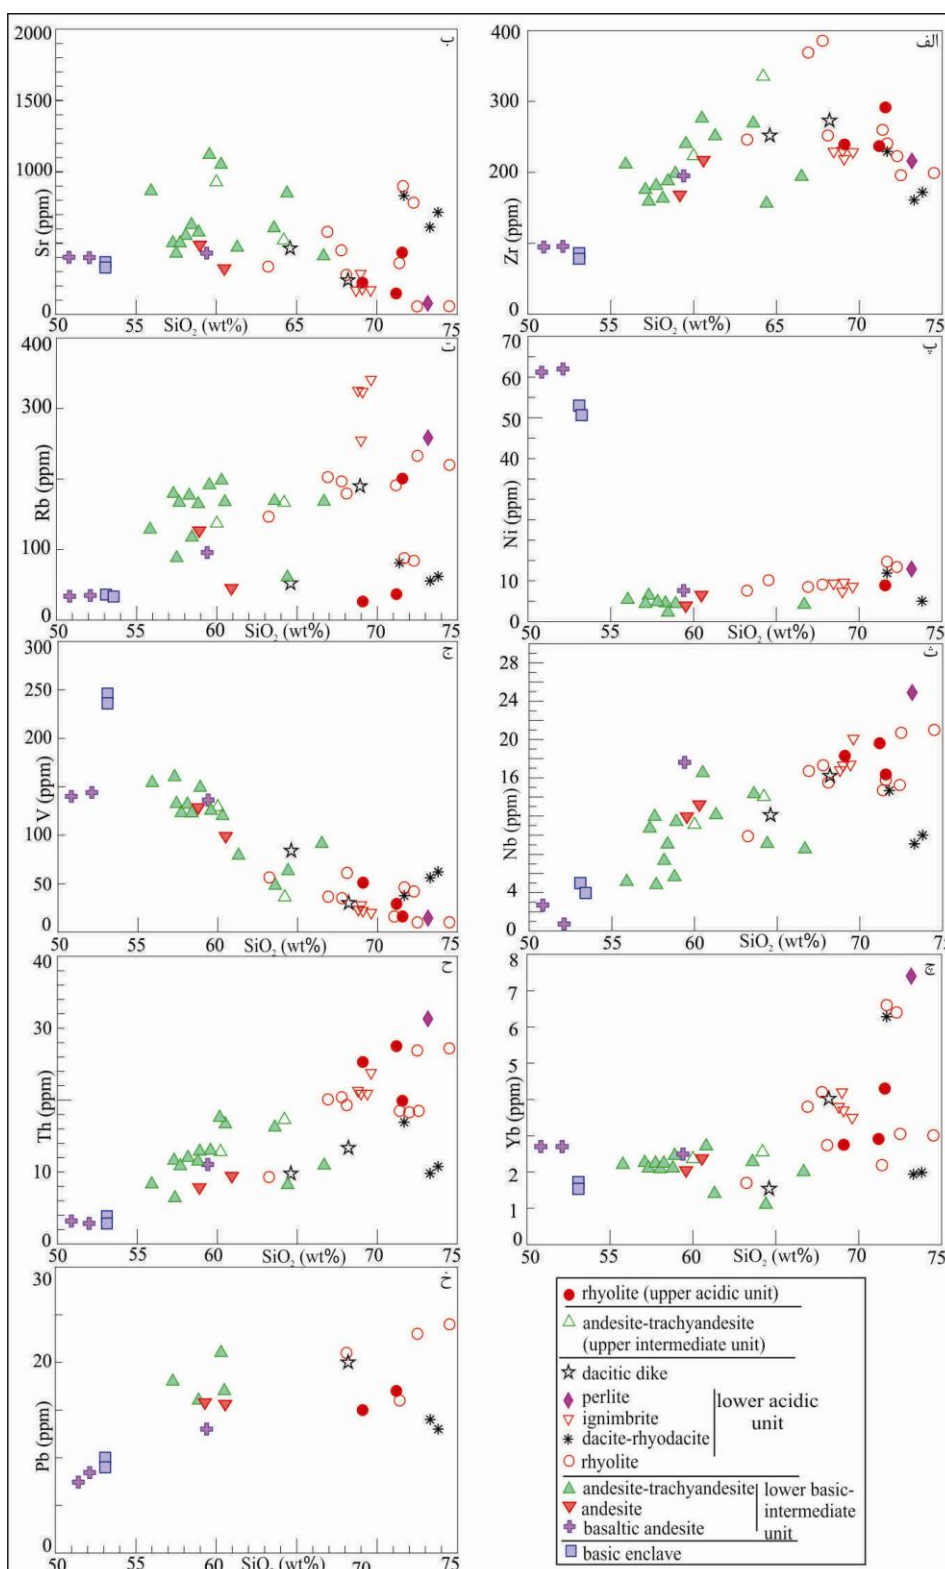 2000
1500
1000
500
0
50
55
SiO₂ (wt%)
65
70
75
Sr (ppm)
ب
400
300
200
100
0
50
55
60
SiO₂ (wt%)
65
70
75
Zr (ppm)
الف
400
300
100
0
50
55
60
SiO₂ (wt%)
70
75
Rb (ppm)
ت
70
60
50
40
30
20
10
0
50
55
60
SiO₂ (wt%)
70
75
Ni (ppm)
پ
300
250
200
150
100
50
0
50
55
60
SiO₂ (wt%)
70
75
V (ppm)
ج
28
24
20
16
12
8
4
0
50
55
60
SiO₂ (wt%)
70
75
Nb (ppm)
ث
40
30
20
10
0
50
55
60
SiO₂ (wt%)
70
75
Th (ppm)
ح
8
7
6
5
4
3
2
1
0
50
55
60
SiO₂ (wt%)
70
75
Yb (ppm)
چ
30
20
10
0
50
55
60
SiO₂ (wt%)
70
75
Pb (ppm)
خ
rhyolite (upper acidic unit)
andesite-trachyandesite
(upper intermediate unit)
dacitic dike
perlite
ignimbrite
dacite-rhyodacite
rhyolite
lower acidic
unit
andesite-trachyandesite
andesite
basaltic andesite
lower basic-
intermediate
unit
basic enclave